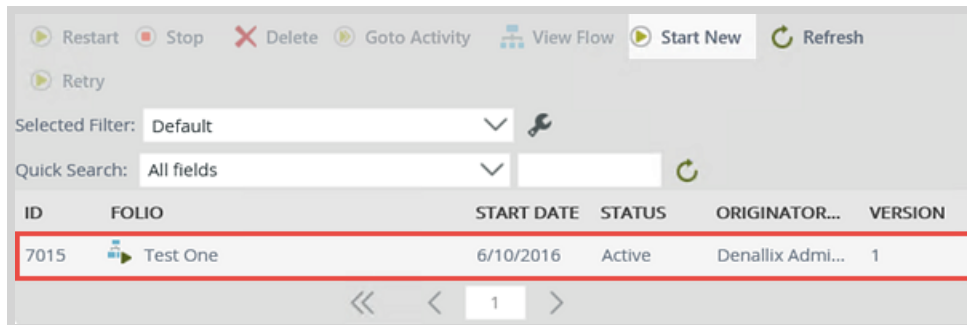 Restart Stop Delete Goto Activity View Flow Start New Refresh
Retry
Selected Filter: Default
Quick Search: All fields
ID FOLIO START DATE STATUS ORIGINATOR... VERSION
7015 Test One 6/10/2016 Active Denallix Admi... 1
1